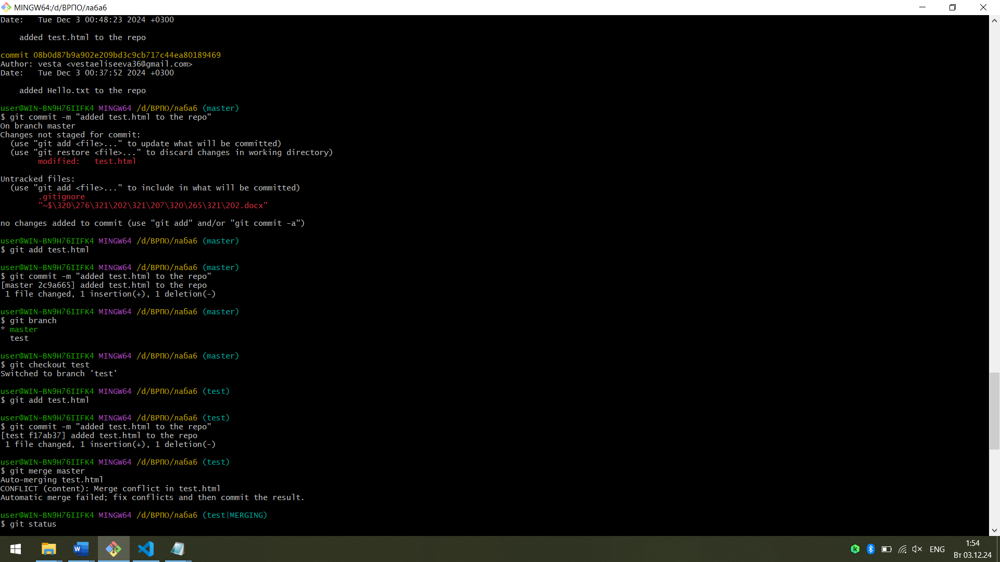 MINGW64:/d/ВРПО/лаба6
Date:   Tue Dec 3 00:48:23 2024 +0300
    added test.html to the repo
commit 08b0d87b9a902e209bd3c9cb717c44ea80189469
Author: vesta <vestaeliseeva36@gmail.com>
Date:   Tue Dec 3 00:37:52 2024 +0300
    added Hello.txt to the repo
user@WIN-BN9H76IIFK4 MINGW64 /d/ВРПО/лаба6 (master)
$ git commit -m "added test.html to the repo"
On branch master
Changes not staged for commit:
  (use "git add <file>..." to update what will be committed)
  (use "git restore <file>..." to discard changes in working directory)
        modified:   test.html
Untracked files:
  (use "git add <file>..." to include in what will be committed)
        .gitignore
        "~$\320\276\321\202\321\207\320\265\321\202.docx"
no changes added to commit (use "git add" and/or "git commit -a")
user@WIN-BN9H76IIFK4 MINGW64 /d/ВРПО/лаба6 (master)
$ git add test.html
user@WIN-BN9H76IIFK4 MINGW64 /d/ВРПО/лаба6 (master)
$ git commit -m "added test.html to the repo"
[master 2c9a665] added test.html to the repo
 1 file changed, 1 insertion(+), 1 deletion(-)
user@WIN-BN9H76IIFK4 MINGW64 /d/ВРПО/лаба6 (master)
$ git branch
* master
  test
user@WIN-BN9H76IIFK4 MINGW64 /d/ВРПО/лаба6 (master)
$ git checkout test
Switched to branch 'test'
user@WIN-BN9H76IIFK4 MINGW64 /d/ВРПО/лаба6 (test)
$ git add test.html
user@WIN-BN9H76IIFK4 MINGW64 /d/ВРПО/лаба6 (test)
$ git commit -m "added test.html to the repo"
[test f17ab37] added test.html to the repo
 1 file changed, 1 insertion(+), 1 deletion(-)
user@WIN-BN9H76IIFK4 MINGW64 /d/ВРПО/лаба6 (test)
$ git merge master
Auto-merging test.html
CONFLICT (content): Merge conflict in test.html
Automatic merge failed; fix conflicts and then commit the result.
user@WIN-BN9H76IIFK4 MINGW64 /d/ВРПО/лаба6 (test|MERGING)
$ git status
ENG
1:54
Вт 03.12.24